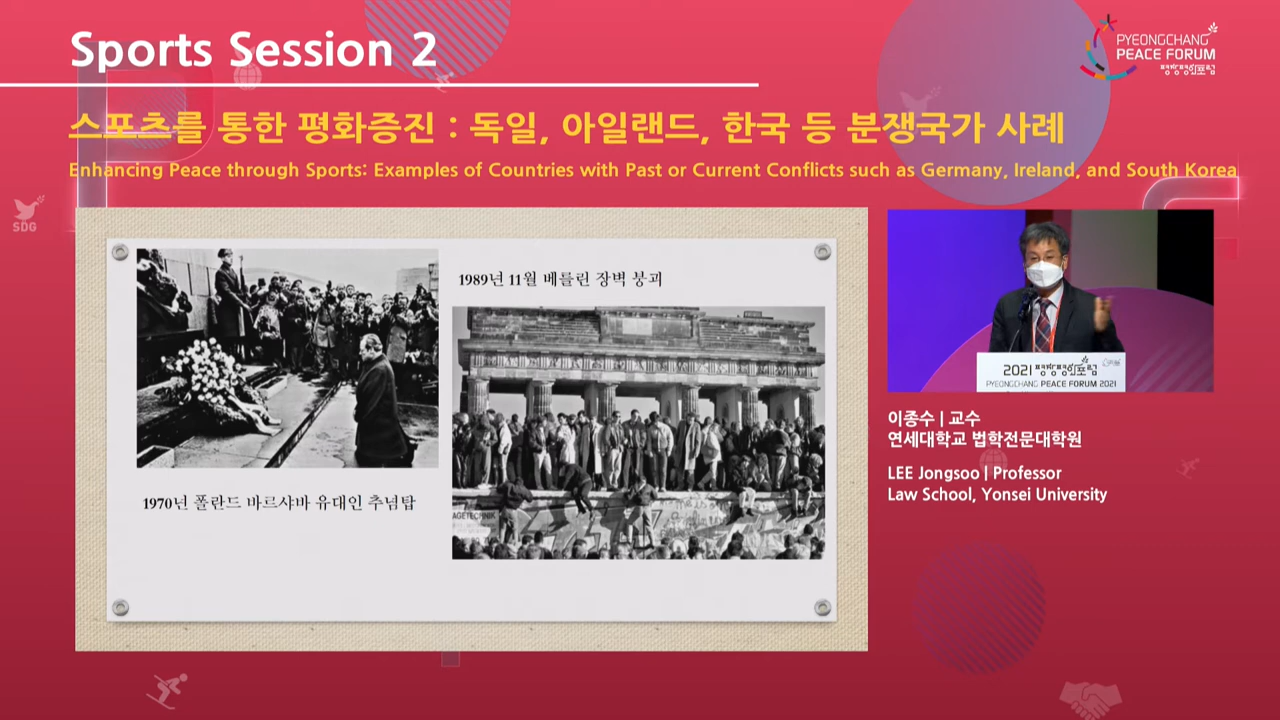 Sports Session 2
PYEONGCHANG
PEACE FORUM
평창평화포럼
스포츠를 통한 평화증진 : 독일, 아일랜드, 한국 등 분쟁국가 사례
Enhancing Peace through Sports: Examples of Countries with Past or Current Conflicts such as Germany, Ireland, and South Korea
SDG
1989년 11월 베를린 장벽 붕괴
AGETECHNIK
1970년 폴란드 바르샤바 유대인 추념탑
2021 평창평화포럼
PYEONGCHANG PEACE FORUM 2021
이종수 | 교수
연세대학교 법학전문대학원
LEE Jongsoo | Professor
Law School, Yonsei University